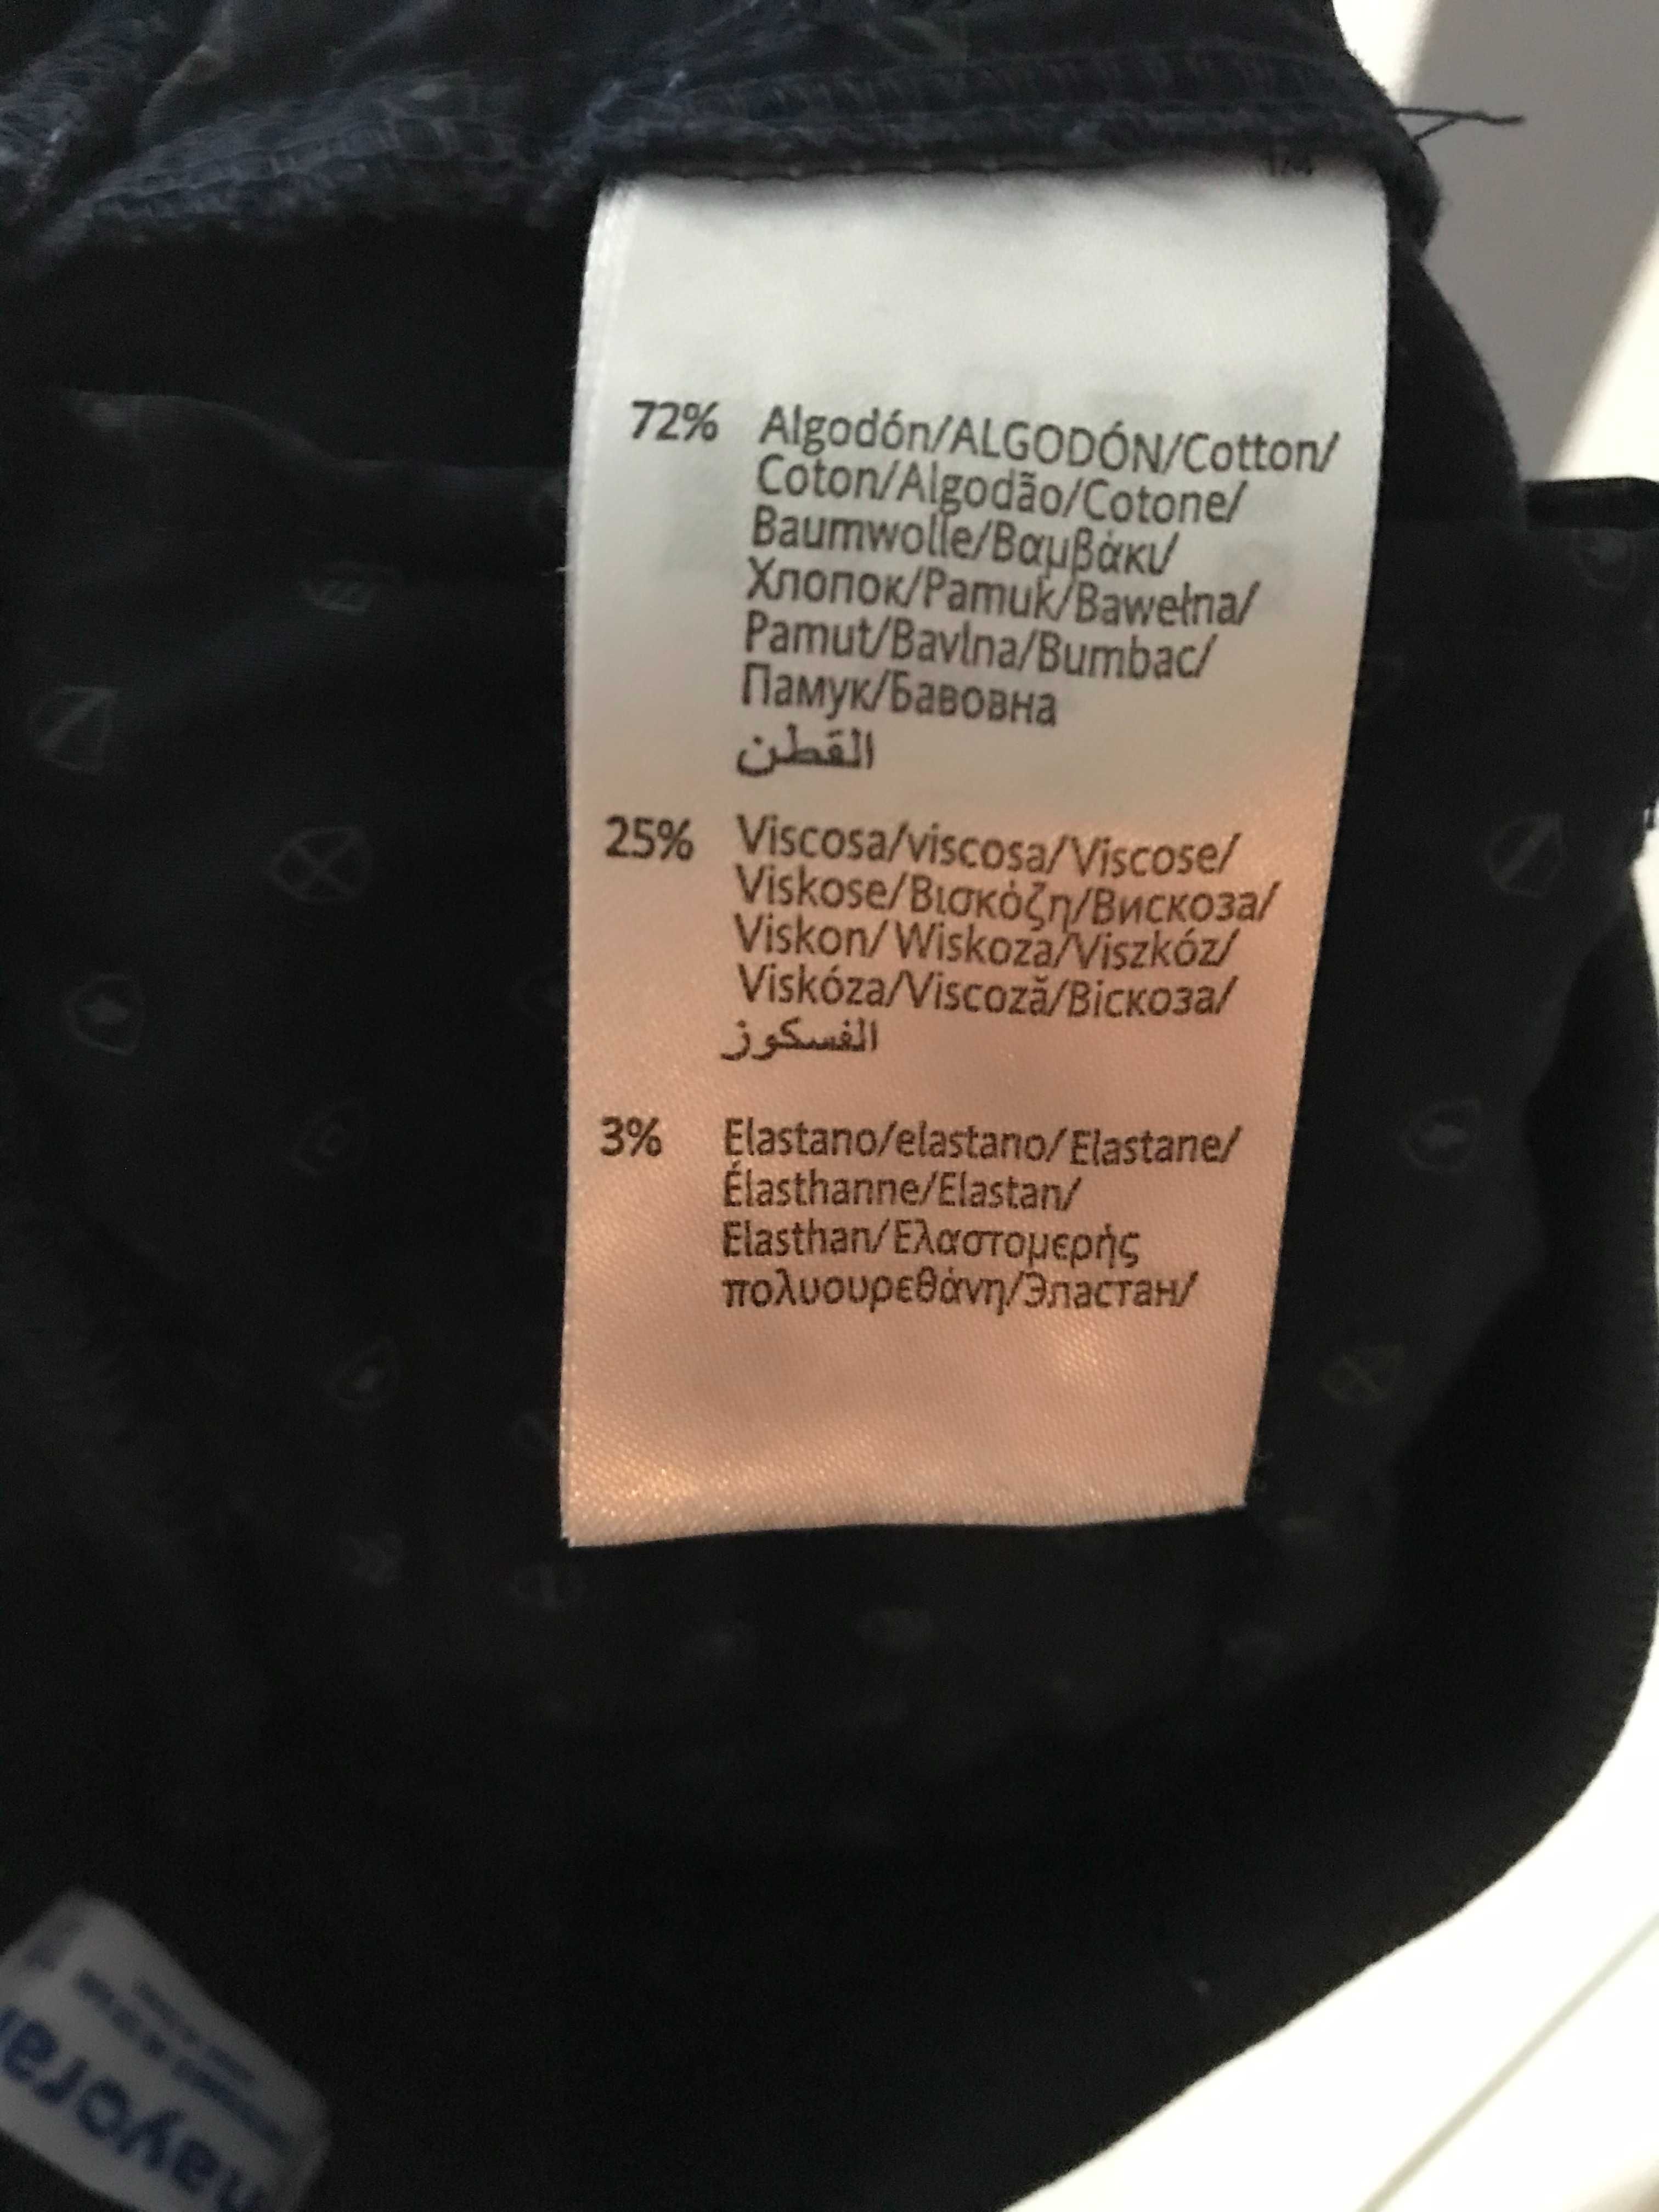 72% Algodón/ALGODÓN/Cotton/
Coton/Algodão/Cotone/
Baumwolle/Βαμβάκι/
Хлопок/Pamuk/Bawełna/
Pamut/Bavlna/Bumbac/
Памук/Бавовна
القطن
25% Viscosa/viscosa/Viscose/
Viskose/Βισκόζη/Вискоза/
Viskon/Wiskoza/Viszkóz/
Viskóza/Viscoză/Віскоза/
الفسكوز
3% Elastano/elastano/Elastane/
Élasthanne/Elastan/
Elasthan/Ελαστομερής
πολυουρεθάνη/Эластан/